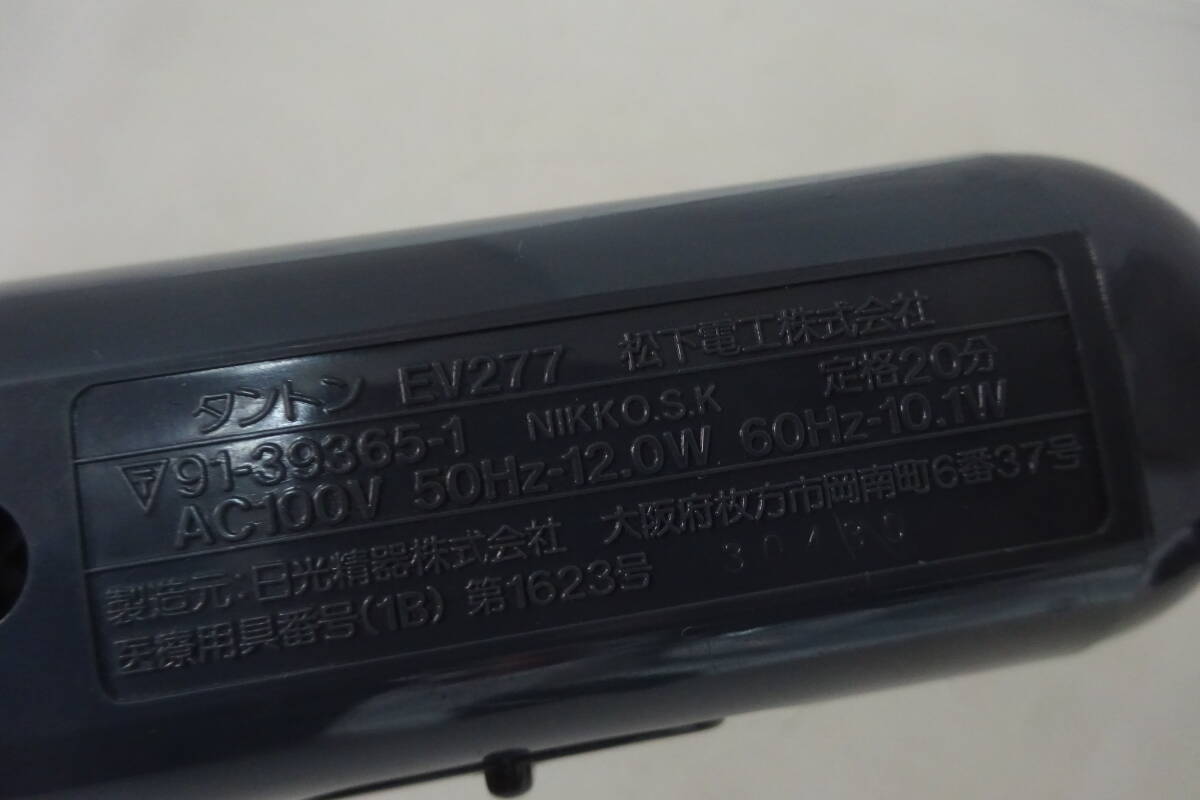 タントン EV277 松下電工株式会社
91-39365-1 NIKKO.S.K 定格20分
AC100V 50Hz-12.0W 60Hz-10.1W
製造元:日光精器株式会社 大阪府枚方市岡南町6番37号
医療用具番号(1B) 第1623号